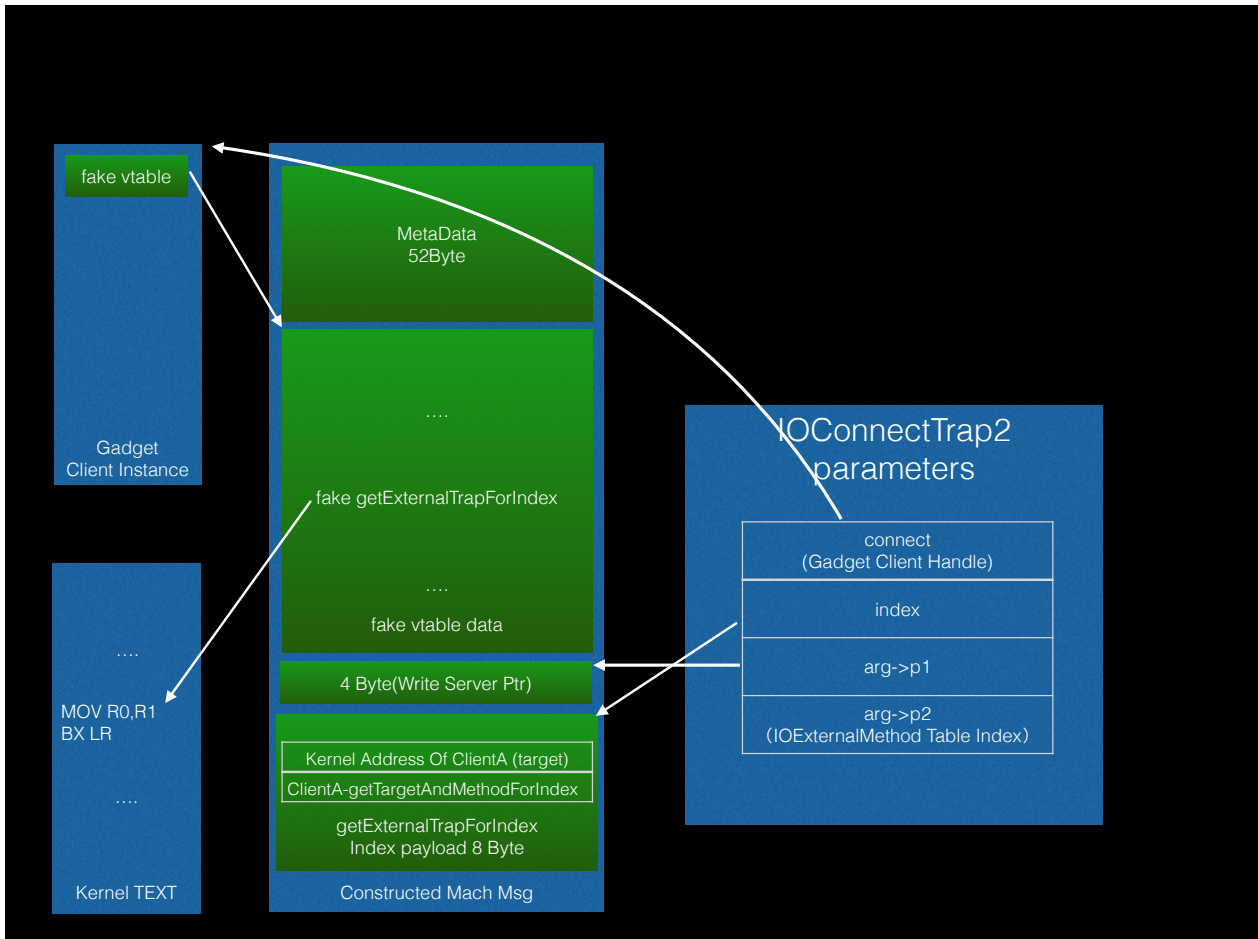 fake vtable
Gadget
Client Instance
....
MOV R0,R1
BX LR
....
Kernel TEXT
MetaData
52Byte
....
fake getExternalTrapForIndex
....
fake vtable data
4 Byte(Write Server Ptr)
Kernel Address Of ClientA (target)
ClientA-getTargetAndMethodForIndex
getExternalTrapForIndex
Index payload 8 Byte
Constructed Mach Msg
IOConnectTrap2
parameters
connect
(Gadget Client Handle)
index
arg->p1
arg->p2
（IOExternalMethod Table Index）